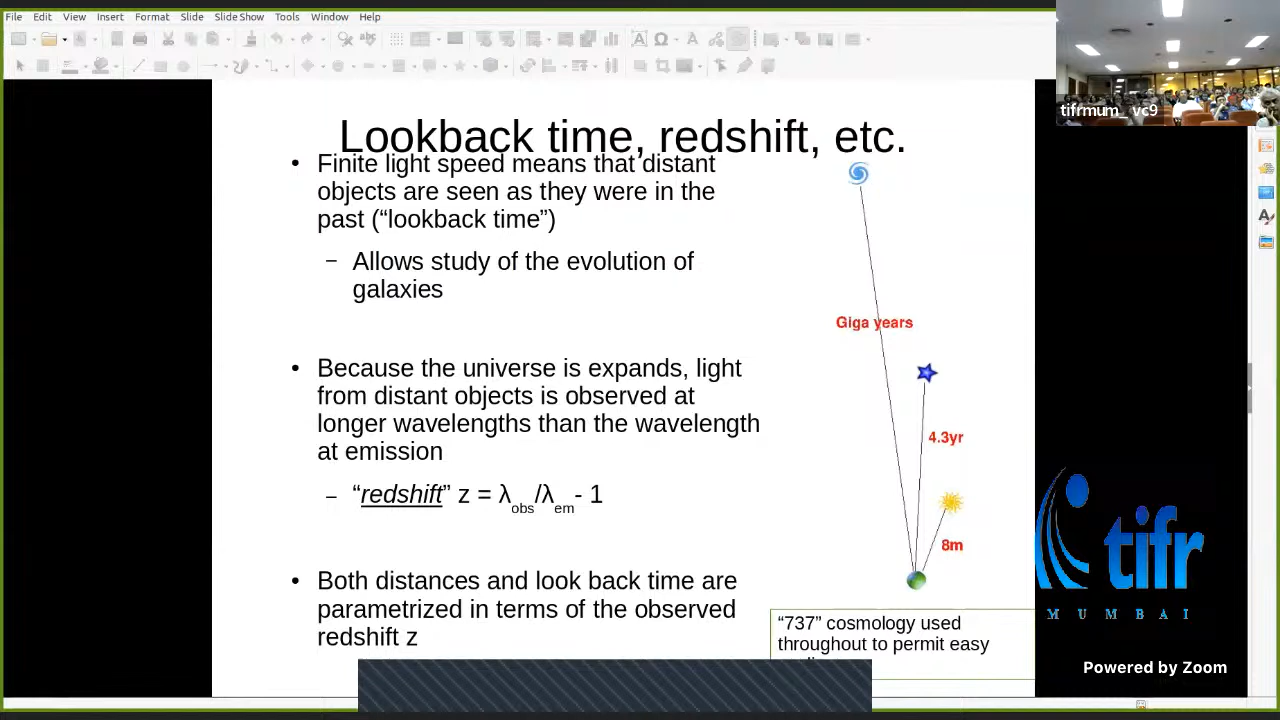 File Edit View Insert Format Slide Slide Show Tools Window Help
tifrmum_ vc9
Lookback time, redshift, etc.
• Finite light speed means that distant
objects are seen as they were in the
past (“lookback time”)
– Allows study of the evolution of
galaxies
• Because the universe is expands, light
from distant objects is observed at
longer wavelengths than the wavelength
at emission
– “redshift” z = λobs/λem- 1
• Both distances and look back time are
parametrized in terms of the observed
redshift z
Giga years
4.3yr
8m
“737” cosmology used
throughout to permit easy
tifr
MUMBAI
Powered by Zoom